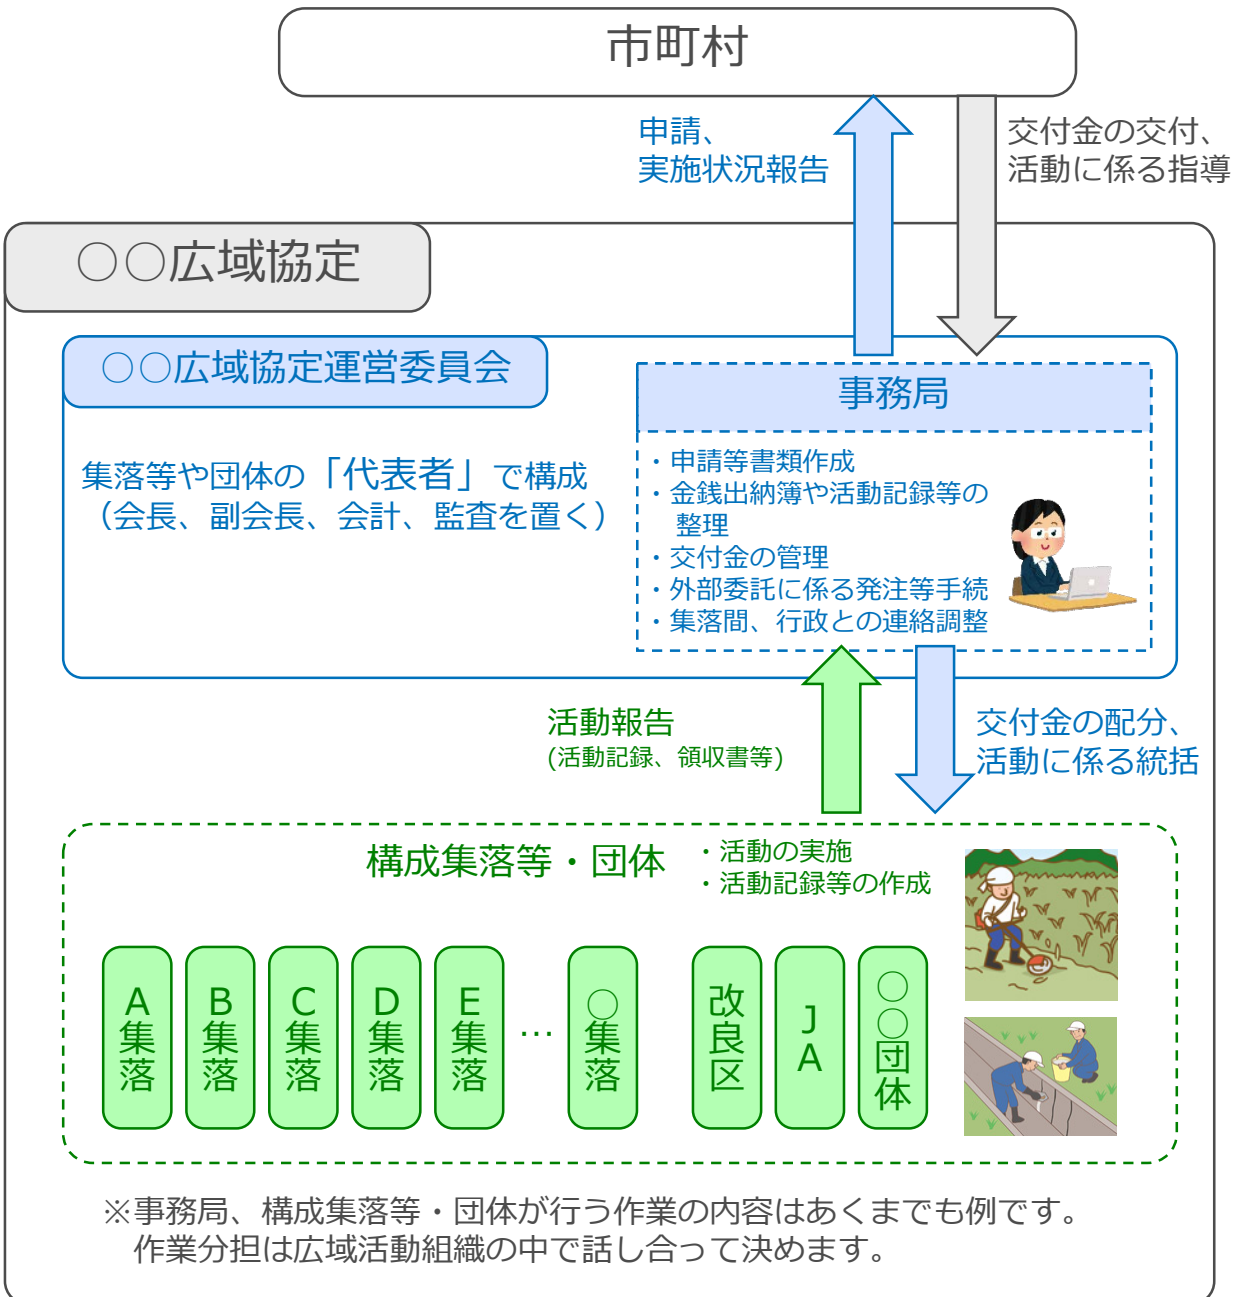 市町村
申請、
実施状況報告
交付金の交付、
活動に係る指導
○○広域協定
○○広域協定運営委員会
集落等や団体の「代表者」で構成
（会長、副会長、会計、監査を置く）
事務局
・申請等書類作成
・金銭出納簿や活動記録等の
整理
・交付金の管理
・外部委託に係る発注等手続
・集落間、行政との連絡調整
活動報告
(活動記録、領収書等)
交付金の配分、
活動に係る統括
構成集落等・団体
・活動の実施
・活動記録等の作成
A集落
B集落
C集落
D集落
E集落
…
○集落
改良区
JA
○○団体
※事務局、構成集落等・団体が行う作業の内容はあくまでも例です。
作業分担は広域活動組織の中で話し合って決めます。